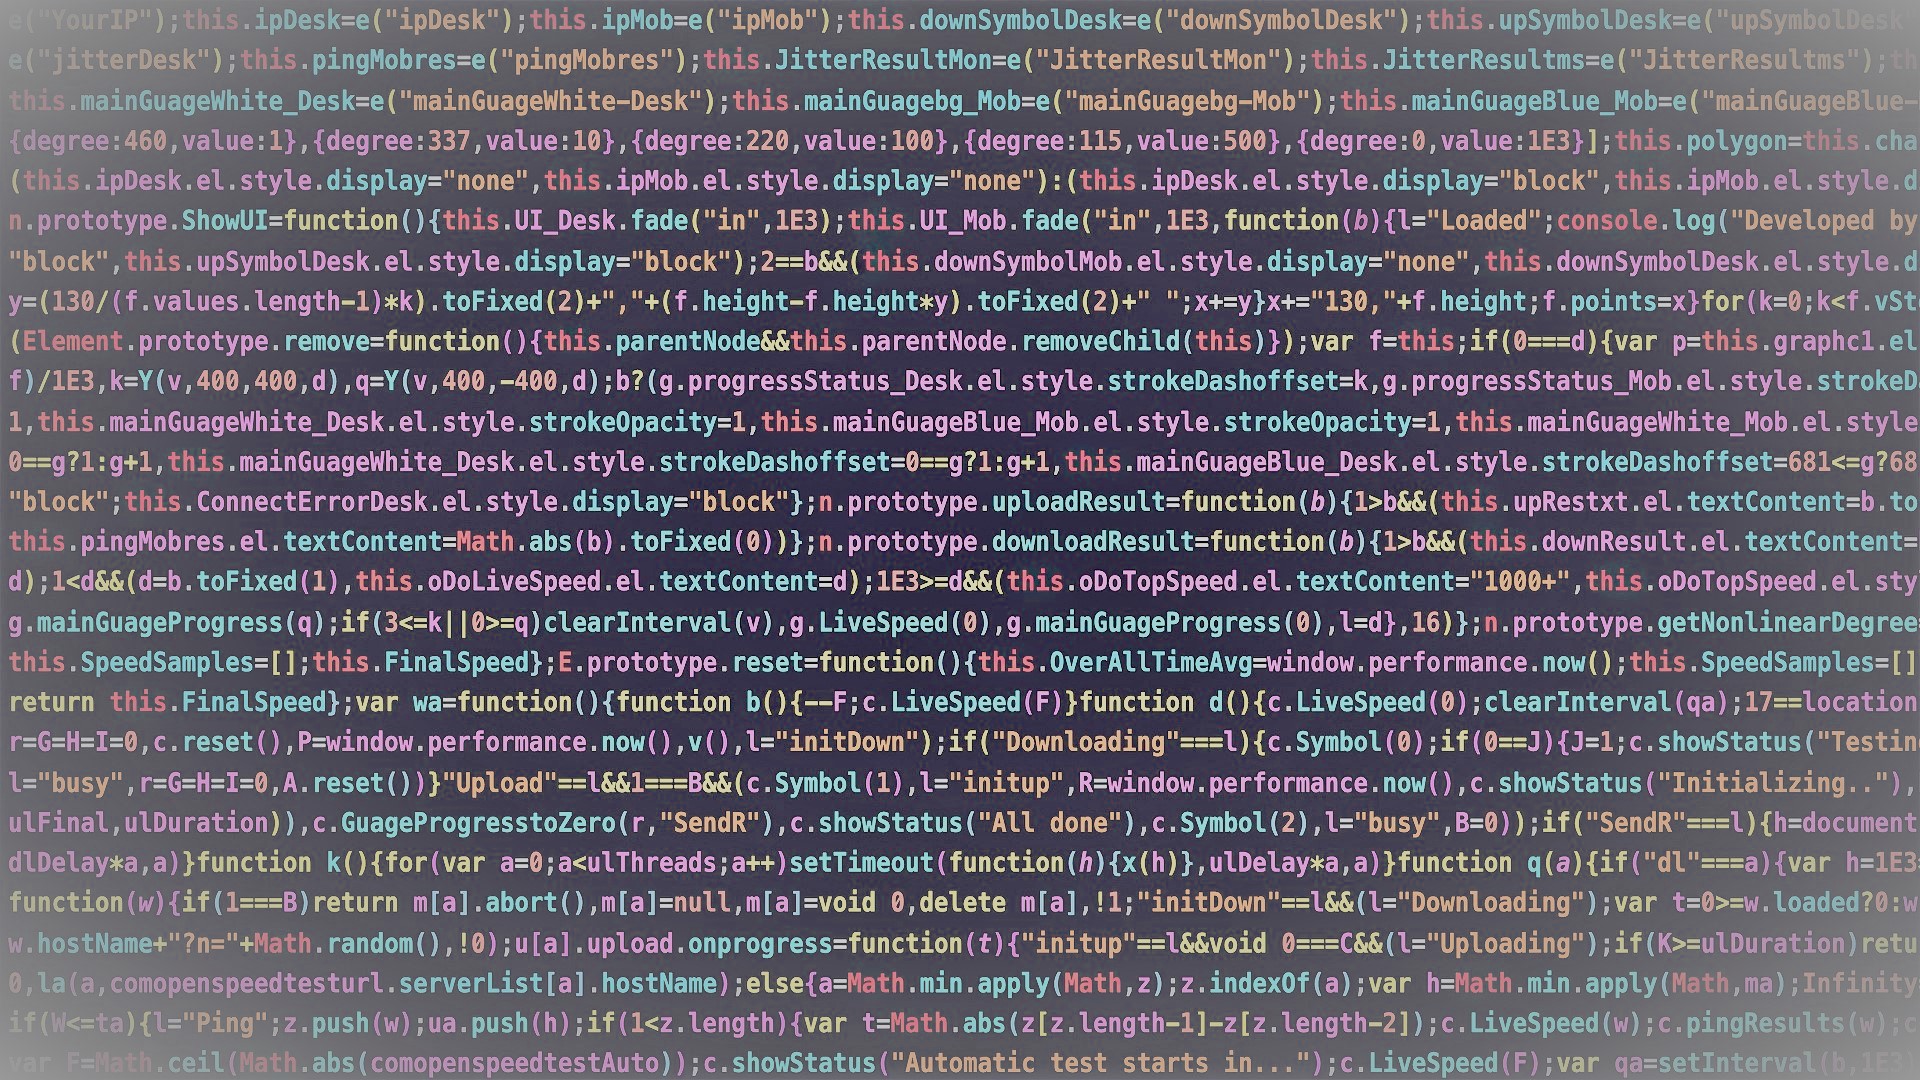 e("YourIP");this.ipDesk=e("ipDesk");this.ipMob=e("ipMob");this.downSymbolDesk=e("downSymbolDesk");this.upSymbolDesk=e("upSymbolDesk
e("jitterDesk");this.pingMobres=e("pingMobres");this.JitterResultMon=e("JitterResultMon");this.JitterResultms=e("JitterResultms");th
this.mainGuageWhite_Desk=e("mainGuageWhite-Desk");this.mainGuagebg_Mob=e("mainGuagebg-Mob");this.mainGuageBlue_Mob=e("mainGuageBlue-
{degree:460,value:1},{degree:337,value:10},{degree:220,value:100},{degree:115,value:500},{degree:0,value:1E3}];this.polygon=this.cha
(this.ipDesk.el.style.display="none",this.ipMob.el.style.display="none"):(this.ipDesk.el.style.display="block",this.ipMob.el.style.d
n.prototype.ShowUI=function(){this.UI_Desk.fade("in",1E3);this.UI_Mob.fade("in",1E3,function(b){l="Loaded";console.log("Developed by
"block",this.upSymbolDesk.el.style.display="block");2==b&&(this.downSymbolMob.el.style.display="none",this.downSymbolDesk.el.style.d
y=(130/(f.values.length-1)*k).toFixed(2)+","+(f.height-f.height*y).toFixed(2)+" ";x+=y}x+="130,"+f.height;f.points=x}for(k=0;k<f.vSt
(Element.prototype.remove=function(){this.parentNode&&this.parentNode.removeChild(this)});var f=this;if(0===d){var p=this.graphc1.el
f)/1E3,k=Y(v,400,400,d),q=Y(v,400,-400,d);b?(g.progressStatus_Desk.el.style.strokeDashoffset=k,g.progressStatus_Mob.el.style.strokeD
1,this.mainGuageWhite_Desk.el.style.strokeOpacity=1,this.mainGuageBlue_Mob.el.style.strokeOpacity=1,this.mainGuageWhite_Mob.el.style
0==g?1:g+1,this.mainGuageWhite_Desk.el.style.strokeDashoffset=0==g?1:g+1,this.mainGuageBlue_Desk.el.style.strokeDashoffset=681<=g?68
"block";this.ConnectErrorDesk.el.style.display="block"};n.prototype.uploadResult=function(b){1>b&&(this.upRestxt.el.textContent=b.to
this.pingMobres.el.textContent=Math.abs(b).toFixed(0))};n.prototype.downloadResult=function(b){1>b&&(this.downResult.el.textContent=
d);1<d&&(d=b.toFixed(1),this.oDoLiveSpeed.el.textContent=d);1E3>=d&&(this.oDoTopSpeed.el.textContent="1000+",this.oDoTopSpeed.el.sty
g.mainGuageProgress(q);if(3<=k||0>=q)clearInterval(v),g.LiveSpeed(0),g.mainGuageProgress(0),l=d},16)};n.prototype.getNonlinearDegree=
this.SpeedSamples=[];this.FinalSpeed};E.prototype.reset=function(){this.OverAllTimeAvg=window.performance.now();this.SpeedSamples=[]
return this.FinalSpeed};var wa=function(){function b(){--F;c.LiveSpeed(F)}function d(){c.LiveSpeed(0);clearInterval(qa);17==location
r=G=H=I=0,c.reset(),P=window.performance.now(),v(),l="initDown");if("Downloading"===l){c.Symbol(0);if(0==J){J=1;c.showStatus("Testin
l="busy",r=G=H=I=0,A.reset())}"Upload"==l&&1===B&&(c.Symbol(1),l="initup",R=window.performance.now(),c.showStatus("Initializing.."),
ulFinal,ulDuration)),c.GuageProgresstoZero(r,"SendR"),c.showStatus("All done"),c.Symbol(2),l="busy",B=0));if("SendR"===l){h=document
dlDelay*a,a)}function k(){for(var a=0;a<ulThreads;a++)setTimeout(function(h){x(h)},ulDelay*a,a)}function q(a){if("dl"===a){var h=1E3
function(w){if(1===B)return m[a].abort(),m[a]=null,m[a]=void 0,delete m[a],!1;"initDown"==l&&(l="Downloading");var t=0>=w.loaded?0:w
w.hostName+"?n="+Math.random(),!0);u[a].upload.onprogress=function(t){"initup"==l&&void 0===C&&(l="Uploading");if(K>=ulDuration)retu
0,la(a,comopenspeedtesturl.serverList[a].hostName);else{a=Math.min.apply(Math,z);z.indexOf(a);var h=Math.min.apply(Math,ma);Infinity
if(W<=ta){l="Ping";z.push(w);ua.push(h);if(1<z.length){var t=Math.abs(z[z.length-1]-z[z.length-2]);c.LiveSpeed(w);c.pingResults(w);c
var F=Math.ceil(Math.abs(comopenspeedtestAuto));c.showStatus("Automatic test starts in...");c.LiveSpeed(F);var qa=setInterval(b,1E3)